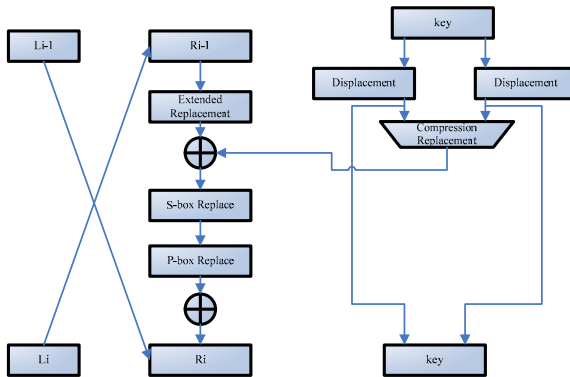 Li-1
Ri-1
key
Extended
Replacement
Displacement
Displacement
Compression
Replacement
S-box Replace
P-box Replace
Li
Ri
key